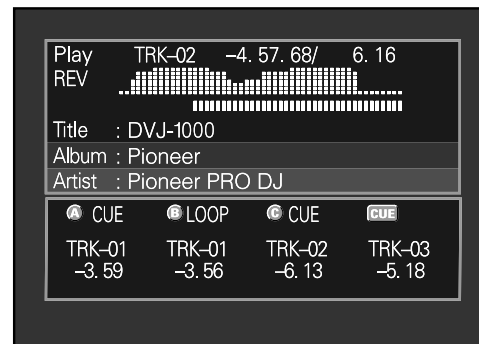 Play TRK–02 –4. 57. 68/ 6. 16
REV
Title : DVJ-1000
Album : Pioneer
Artist : Pioneer PRO DJ
A CUE B LOOP C CUE CUE
TRK–01 TRK–01 TRK–02 TRK–03
–3. 59 –3. 56 –6. 13 –5. 18